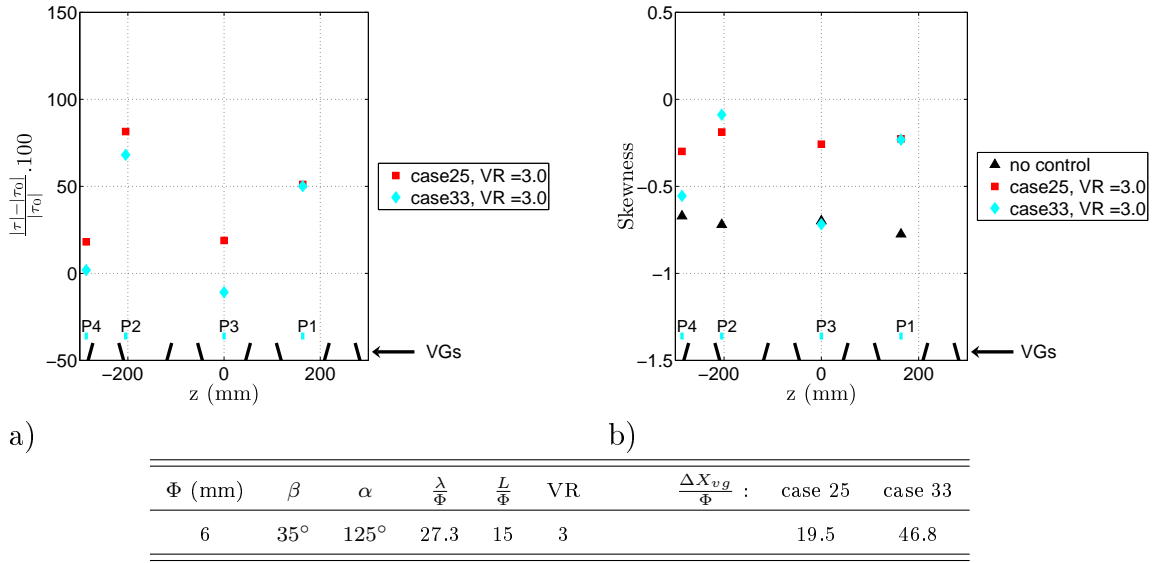 150
100
50
0
−50
−200
0
200
z (mm)
|τ|−|τ₀| / |τ₀| .100
P4
P2
P3
P1
VGs
case25, VR =3.0
case33, VR =3.0
a)
0.5
0
−0.5
−1
−1.5
−200
0
200
z (mm)
Skewness
P4
P2
P3
P1
VGs
no control
case25, VR =3.0
case33, VR =3.0
b)
Φ (mm) β α λ/Φ L/Φ VR ΔX_vg/Φ : case 25 case 33
6 35° 125° 27.3 15 3 19.5 46.8